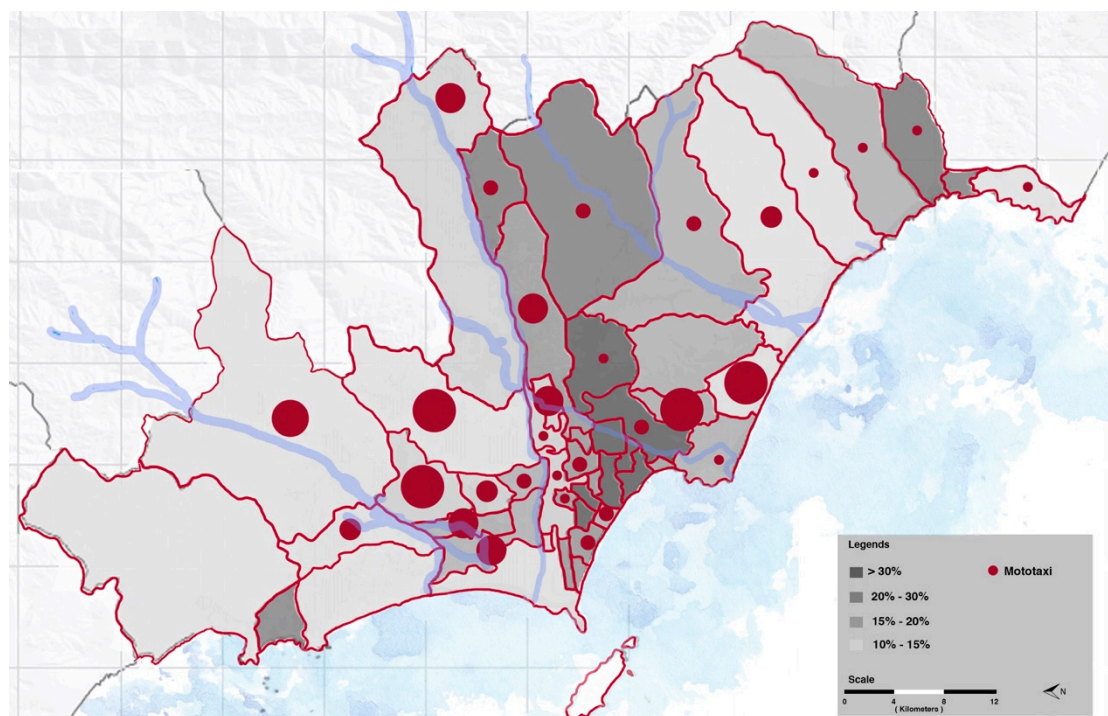 Legends
> 30%
Mototaxi
20% - 30%
15% - 20%
10% - 15%
Scale
N
0 4 8 12
( Kilometers )